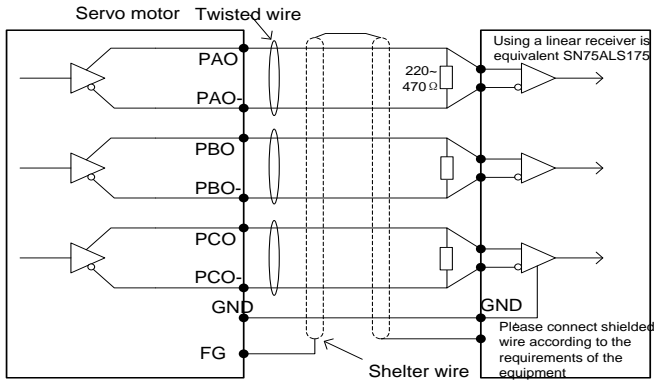 Servo motor
Twisted wire
PAO
PAO-
PBO
PBO-
PCO
PCO-
GND
FG
220~
470Ω
Shelter wire
Using a linear receiver is
equivalent SN75ALS175
GND
Please connect shielded
wire according to the
requirements of the
equipment